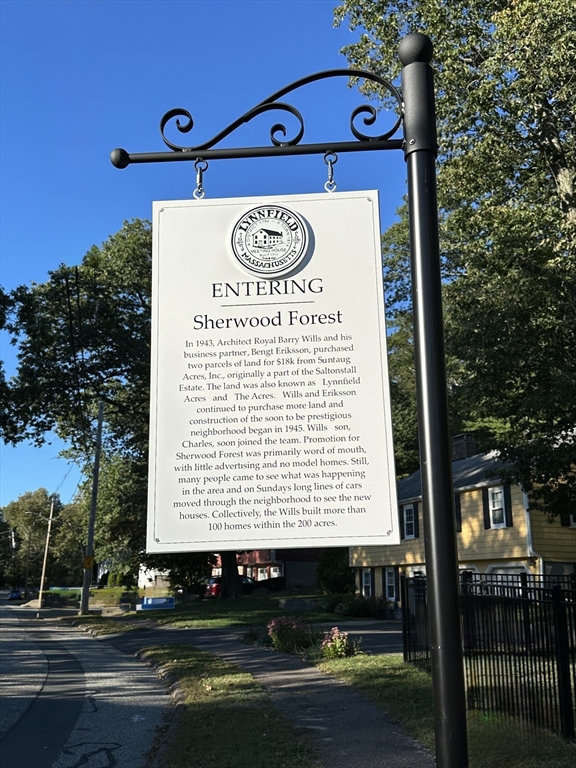 LYNNFIELD
MEETING HOUSE
MASSACHUSETTS
ENTERING
Sherwood Forest
In 1943, Architect Royal Barry Wills and his
business partner, Bengt Eriksson, purchased
two parcels of land for $18k from Suntaug
Acres, Inc., originally a part of the Saltonstall
Estate. The land was also known as Lynnfield
Acres and The Acres. Wills and Eriksson
continued to purchase more land and
construction of the soon to be prestigious
neighborhood began in 1945. Wills son,
Charles, soon joined the team. Promotion for
Sherwood Forest was primarily word of mouth,
with little advertising and no model homes. Still,
many people came to see what was happening
in the area and on Sundays long lines of cars
moved through the neighborhood to see the new
houses. Collectively, the Wills built more than
100 homes within the 200 acres.